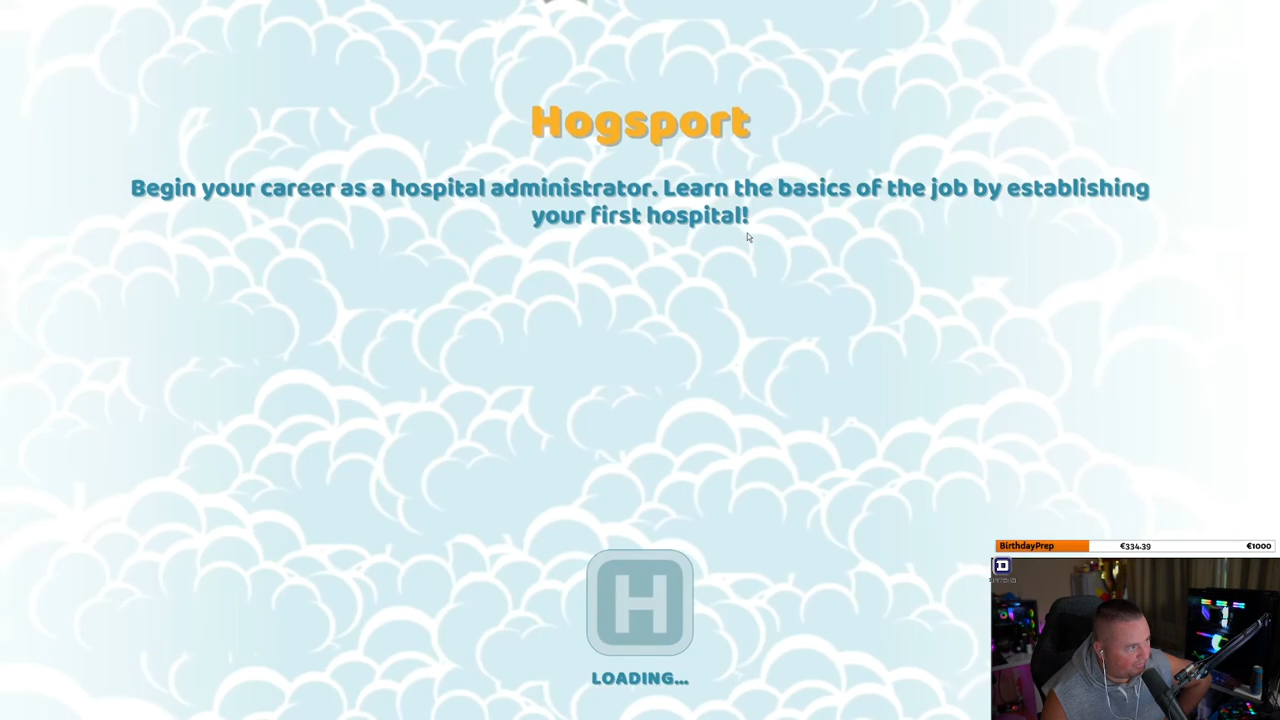 Hogsport
Begin your career as a hospital administrator. Learn the basics of the job by establishing
your first hospital!
BirthdayPrep €334.39 €1000
D
H
LOADING...